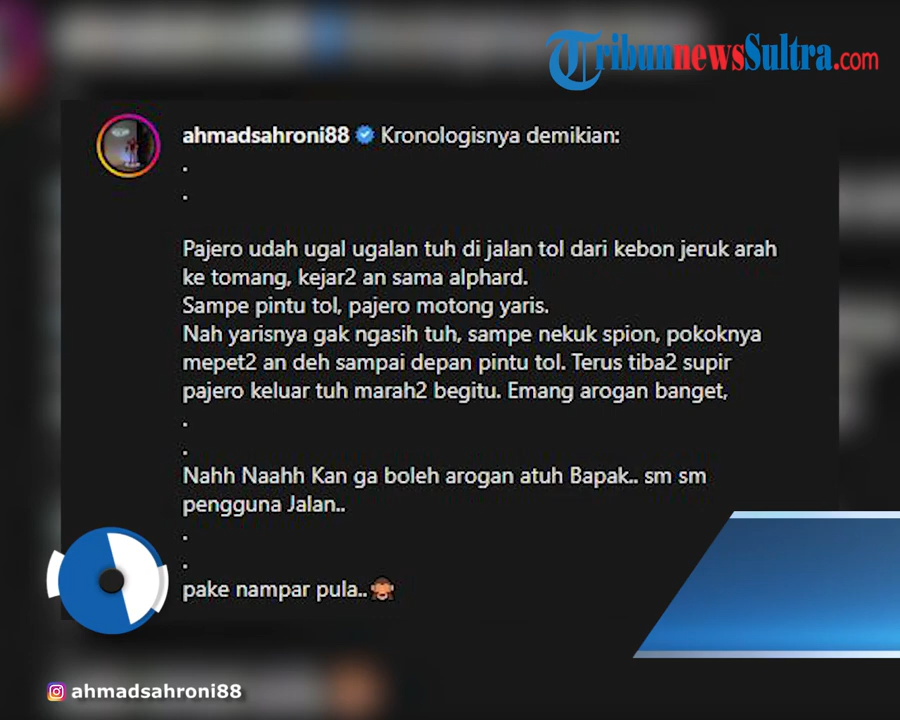 TribunnewsSultra.com
ahmadsahroni88 Kronologisnya demikian:
.
.
Pajero udah ugal ugalan tuh di jalan tol dari kebon jeruk arah
ke tomang, kejar2 an sama alphard.
Sampe pintu tol, pajero motong yaris.
Nah yarisnya gak ngasih tuh, sampe nekuk spion, pokoknya
mepet2 an deh sampai depan pintu tol. Terus tiba2 supir
pajero keluar tuh marah2 begitu. Emang arogan banget,
.
.
Nahh Naahh Kan ga boleh arogan atuh Bapak.. sm sm
pengguna Jalan..
.
.
pake nampar pula..🙊
ahmadsahroni88